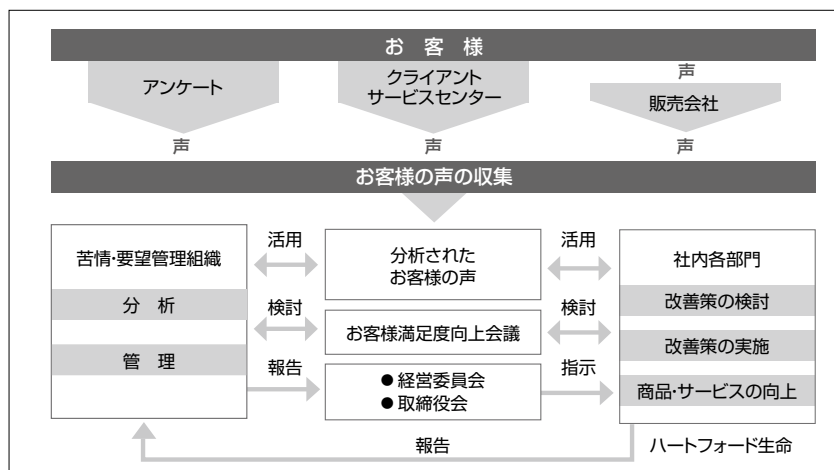 お客様
アンケート
クライアント
サービスセンター
声
販売会社
声
声
声
お客様の声の収集
苦情・要望管理組織
分析
管理
活用
検討
報告
分析された
お客様の声
お客様満足度向上会議
● 経営委員会
● 取締役会
活用
検討
指示
社内各部門
改善策の検討
改善策の実施
商品・サービスの向上
報告
ハートフォード生命